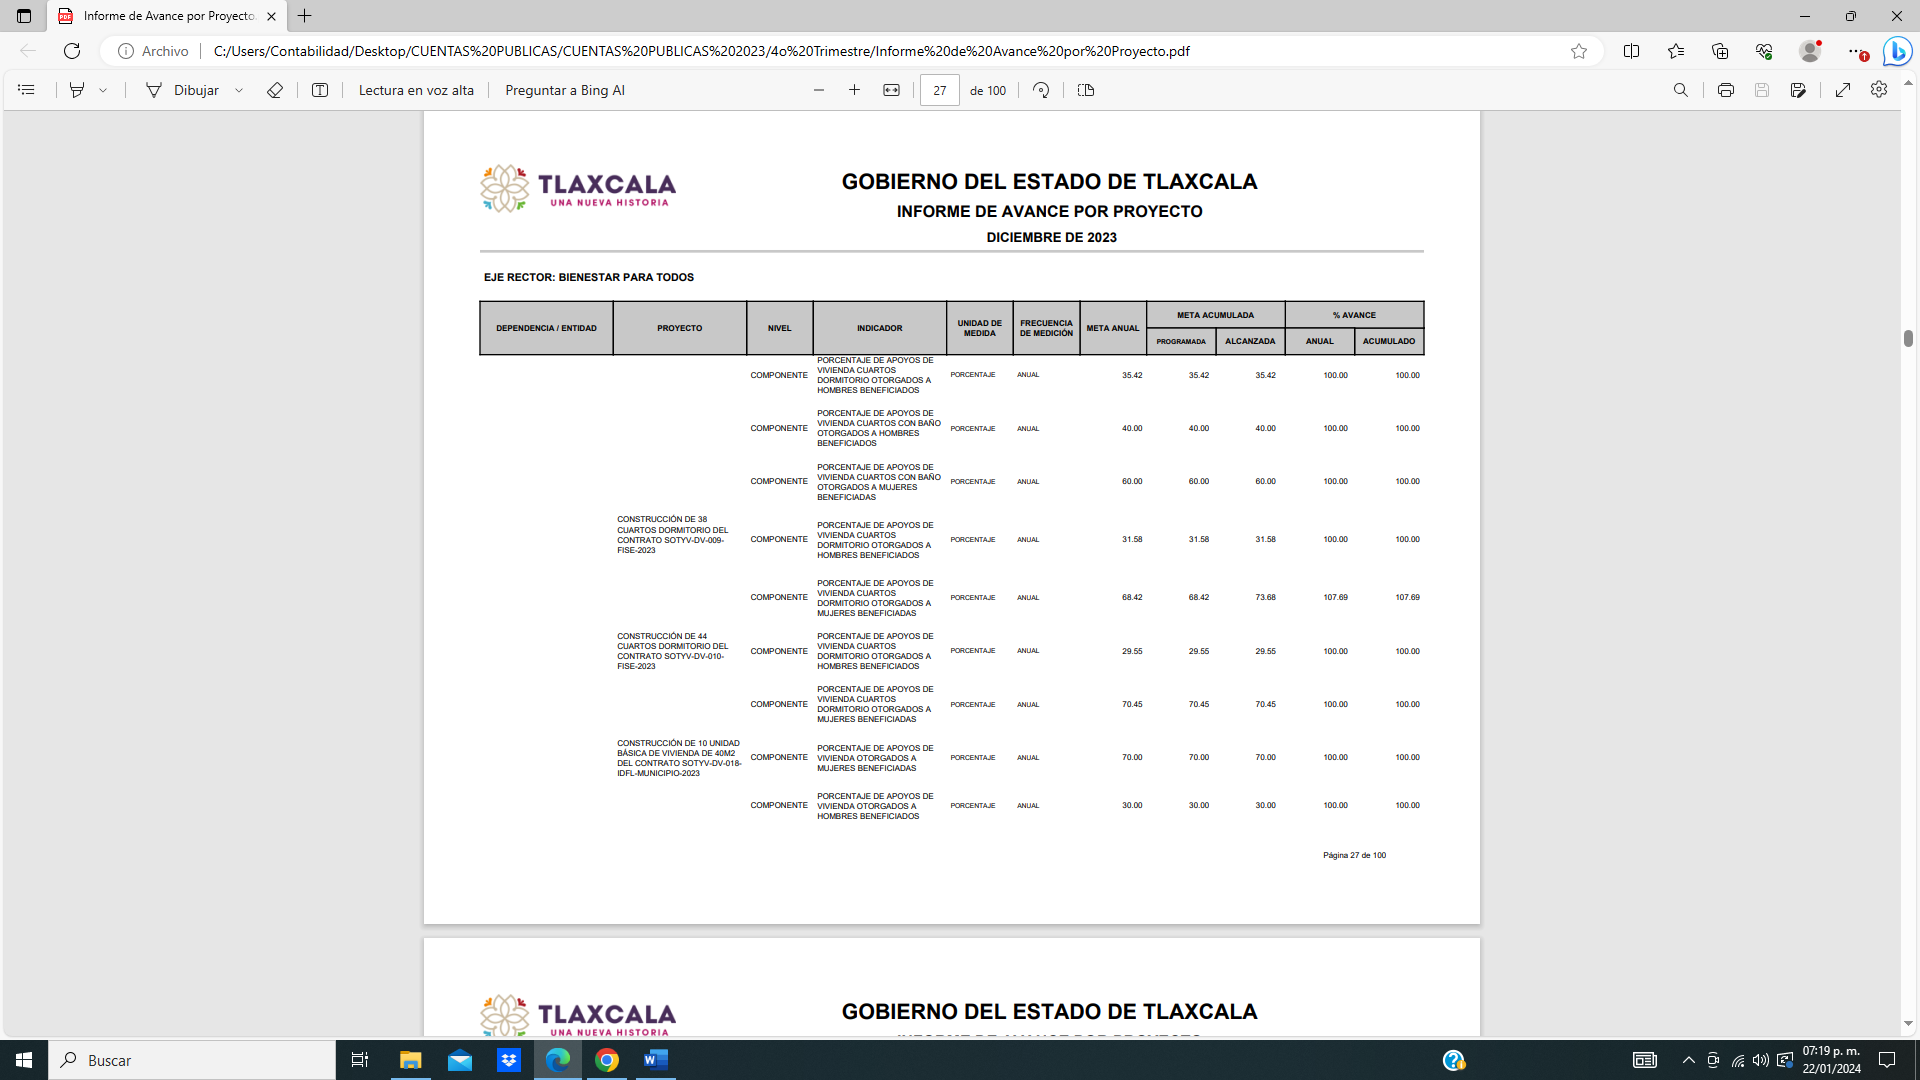 Informe de Avance por Proyecto.
Archivo
C:/Users/Contabilidad/Desktop/CUENTAS%20PUBLICAS/CUENTAS%20PUBLICAS%202023/4o%20Trimestre/Informe%20de%20Avance%20por%20Proyecto.pdf
Dibujar
Lectura en voz alta
Preguntar a Bing AI
27 de 100
TLAXCALA
UNA NUEVA HISTORIA
GOBIERNO DEL ESTADO DE TLAXCALA
INFORME DE AVANCE POR PROYECTO
DICIEMBRE DE 2023
EJE RECTOR: BIENESTAR PARA TODOS
DEPENDENCIA / ENTIDAD
PROYECTO
NIVEL
INDICADOR
UNIDAD DE
MEDIDA
FRECUENCIA
DE MEDICIÓN
META ANUAL
META ACUMULADA
PROGRAMADA
ALCANZADA
% AVANCE
ANUAL
ACUMULADO
COMPONENTE
PORCENTAJE DE APOYOS DE
VIVIENDA CUARTOS
DORMITORIO OTORGADOS A
HOMBRES BENEFICIADOS
PORCENTAJE ANUAL 35.42 35.42 35.42 100.00 100.00
COMPONENTE
PORCENTAJE DE APOYOS DE
VIVIENDA CUARTOS CON BAÑO
OTORGADOS A HOMBRES
BENEFICIADOS
PORCENTAJE ANUAL 40.00 40.00 40.00 100.00 100.00
COMPONENTE
PORCENTAJE DE APOYOS DE
VIVIENDA CUARTOS CON BAÑO
OTORGADOS A MUJERES
BENEFICIADAS
PORCENTAJE ANUAL 60.00 60.00 60.00 100.00 100.00
CONSTRUCCIÓN DE 38
CUARTOS DORMITORIO DEL
CONTRATO SOTYV-DV-009-
FISE-2023
COMPONENTE
PORCENTAJE DE APOYOS DE
VIVIENDA CUARTOS
DORMITORIO OTORGADOS A
HOMBRES BENEFICIADOS
PORCENTAJE ANUAL 31.58 31.58 31.58 100.00 100.00
COMPONENTE
PORCENTAJE DE APOYOS DE
VIVIENDA CUARTOS
DORMITORIO OTORGADOS A
MUJERES BENEFICIADAS
PORCENTAJE ANUAL 68.42 68.42 73.68 107.69 107.69
CONSTRUCCIÓN DE 44
CUARTOS DORMITORIO DEL
CONTRATO SOTYV-DV-010-
FISE-2023
COMPONENTE
PORCENTAJE DE APOYOS DE
VIVIENDA CUARTOS
DORMITORIO OTORGADOS A
HOMBRES BENEFICIADOS
PORCENTAJE ANUAL 29.55 29.55 29.55 100.00 100.00
COMPONENTE
PORCENTAJE DE APOYOS DE
VIVIENDA CUARTOS
DORMITORIO OTORGADOS A
MUJERES BENEFICIADAS
PORCENTAJE ANUAL 70.45 70.45 70.45 100.00 100.00
CONSTRUCCIÓN DE 10 UNIDAD
BÁSICA DE VIVIENDA DE 40M2
DEL CONTRATO SOTYV-DV-018-
IDFL-MUNICIPIO-2023
COMPONENTE
PORCENTAJE DE APOYOS DE
VIVIENDA OTORGADOS A
MUJERES BENEFICIADAS
PORCENTAJE ANUAL 70.00 70.00 70.00 100.00 100.00
COMPONENTE
PORCENTAJE DE APOYOS DE
VIVIENDA OTORGADOS A
HOMBRES BENEFICIADOS
PORCENTAJE ANUAL 30.00 30.00 30.00 100.00 100.00
Página 27 de 100
TLAXCALA
UNA NUEVA HISTORIA
GOBIERNO DEL ESTADO DE TLAXCALA
Buscar
07:19 p. m.
22/01/2024